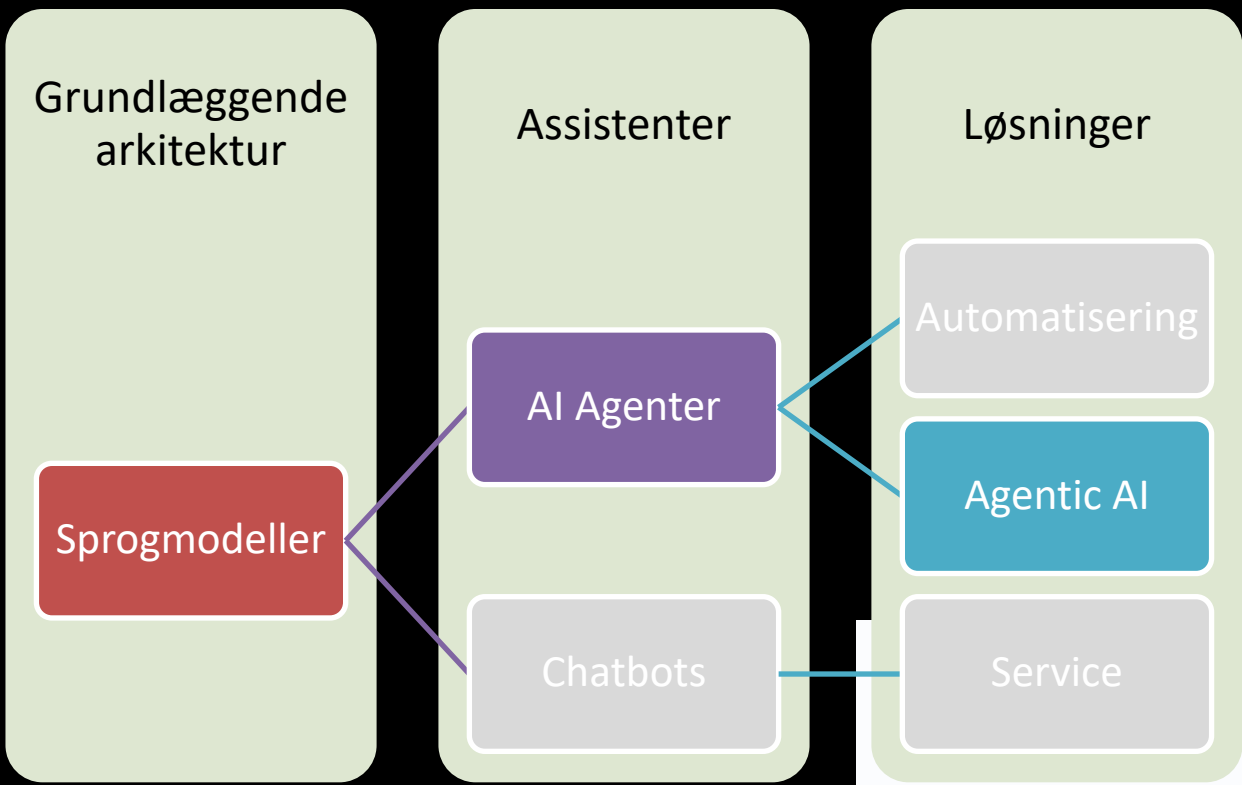 Grundlæggende
arkitektur
Sprogmodeller
Assistenter
AI Agenter
Chatbots
Løsninger
Automatisering
Agentic AI
Service